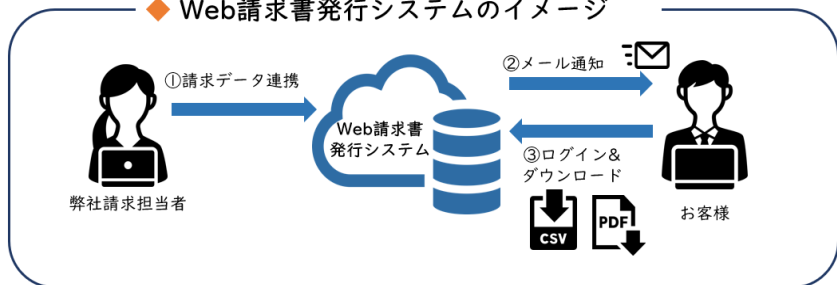 ◆ Web請求書発行システムのイメージ
①請求データ連携
②メール通知
Web請求書
発行システム
③ログイン&
ダウンロード
弊社請求担当者
お客様
CSV
PDF